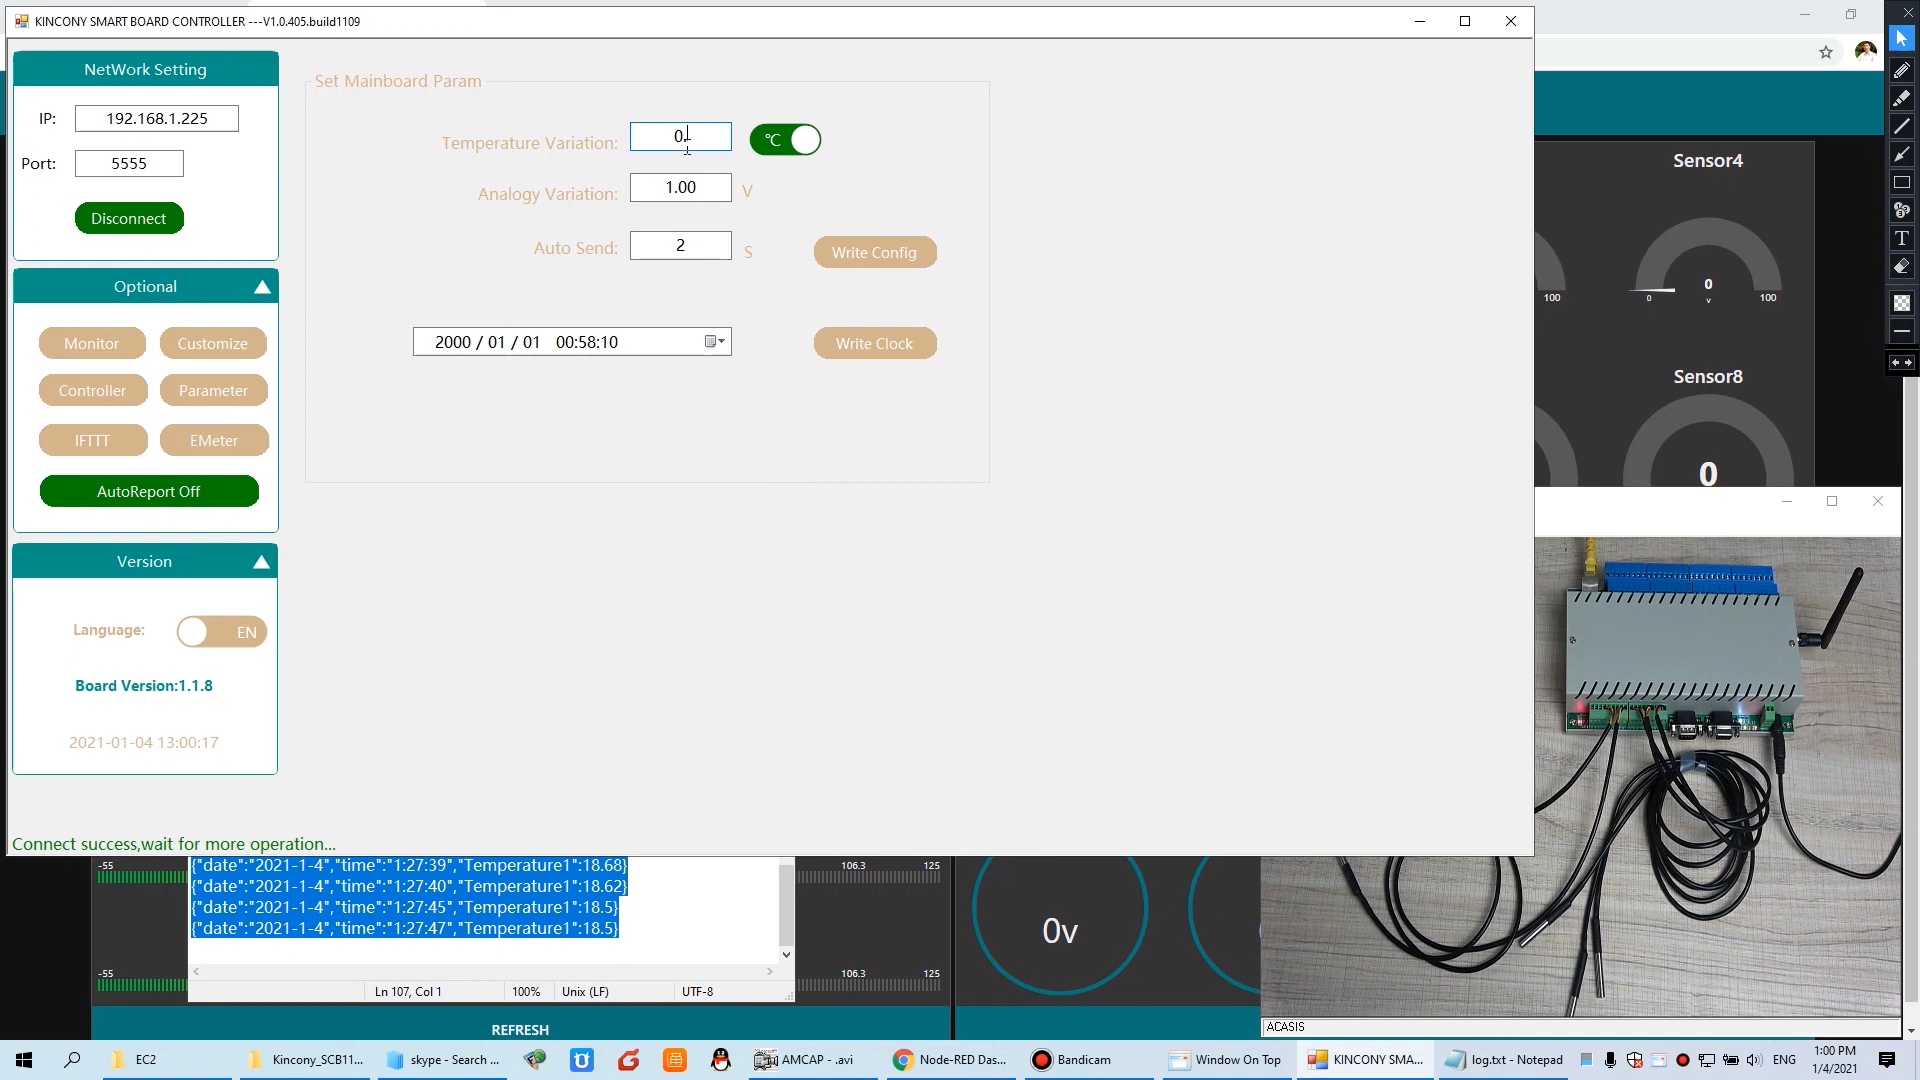 KINCONY SMART BOARD CONTROLLER ---V1.0.405.build1109
NetWork Setting
IP:
192.168.1.225
Port:
5555
Disconnect
Optional
Monitor
Customize
Controller
Parameter
IFTTT
EMeter
AutoReport Off
Version
Language:
EN
Board Version:1.1.8
2021-01-04 13:00:17
Connect success,wait for more operation...
Set Mainboard Param
Temperature Variation:
0.
℃
Analogy Variation:
1.00
V
Auto Send:
2
S
Write Config
2000 / 01 / 01 00:58:10
Write Clock
Sensor4
100
0
v
0
100
Sensor8
0
-55
{"date":"2021-1-4","time":"1:27:39","Temperature1":18.68}
{"date":"2021-1-4","time":"1:27:40","Temperature1":18.62}
{"date":"2021-1-4","time":"1:27:45","Temperature1":18.5}
{"date":"2021-1-4","time":"1:27:47","Temperature1":18.5}
106.3
125
-55
106.3
125
Ln 107, Col 1
100%
Unix (LF)
UTF-8
0v
REFRESH
ACASIS
EC2
Kincony_SCB11...
skype - Search ...
AMCAP - .avi
Node-RED Das...
Bandicam
Window On Top
KINCONY SMA...
log.txt - Notepad
ENG
1:00 PM
1/4/2021